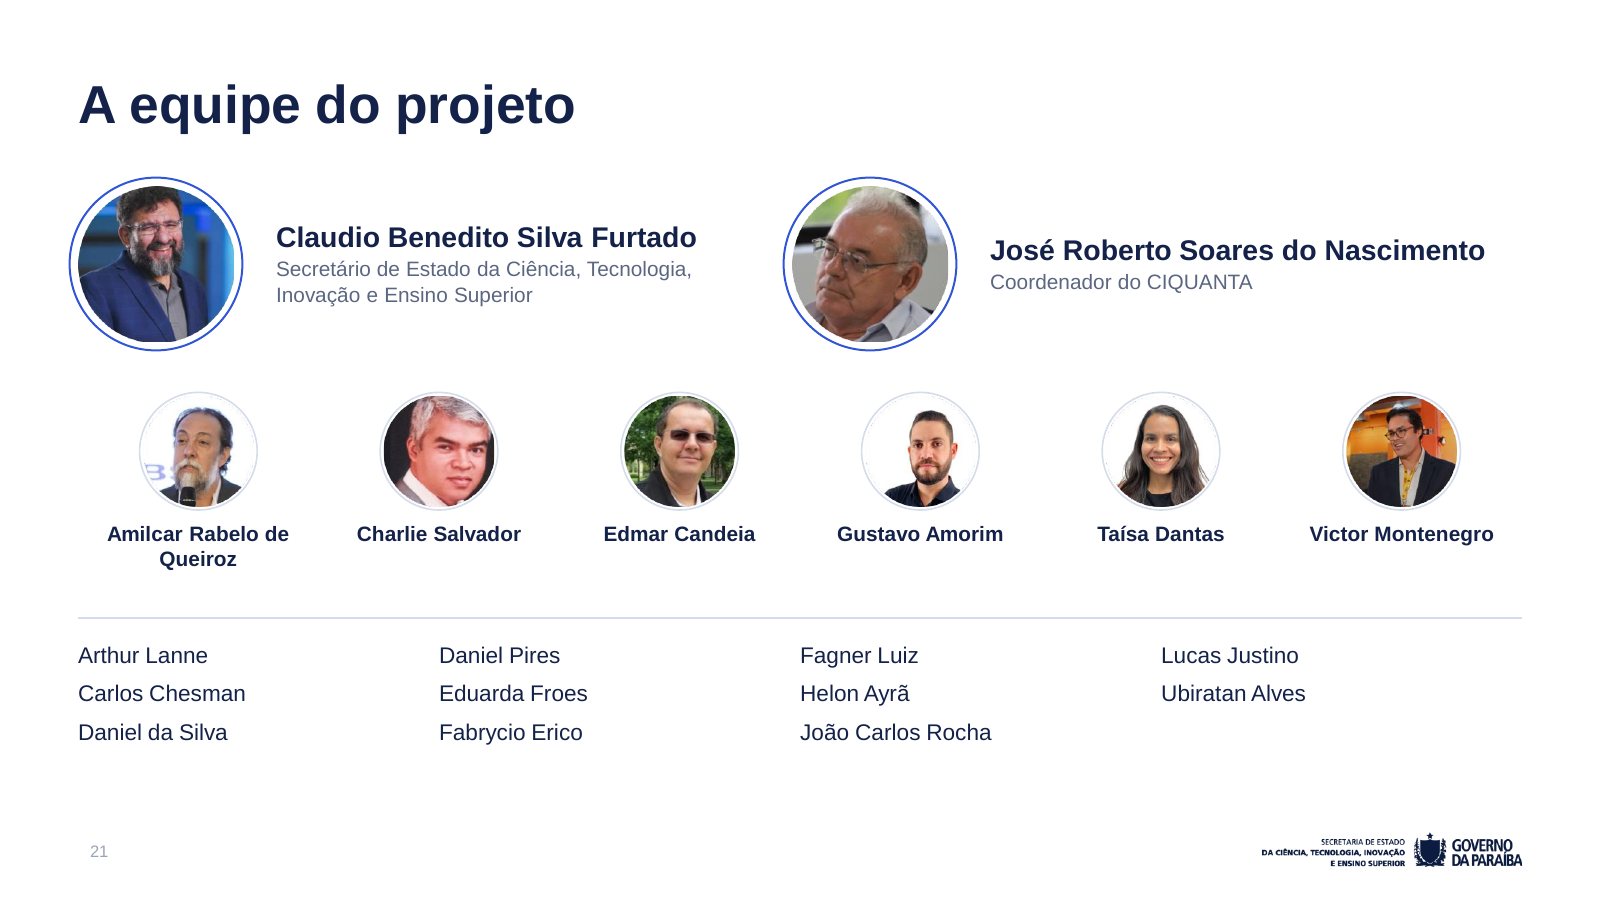 A equipe do projeto
Claudio Benedito Silva Furtado
Secretário de Estado da Ciência, Tecnologia,
Inovação e Ensino Superior
José Roberto Soares do Nascimento
Coordenador do CIQUANTA
Amilcar Rabelo de
Queiroz
Charlie Salvador
Edmar Candeia
Gustavo Amorim
Taísa Dantas
Victor Montenegro
Arthur Lanne
Carlos Chesman
Daniel da Silva
Daniel Pires
Eduarda Froes
Fabrycio Erico
Fagner Luiz
Helon Ayrã
João Carlos Rocha
Lucas Justino
Ubiratan Alves
21
SECRETARIA DE ESTADO
DA CIÊNCIA, TECNOLOGIA, INOVAÇÃO
E ENSINO SUPERIOR
GOVERNO
DA PARAÍBA